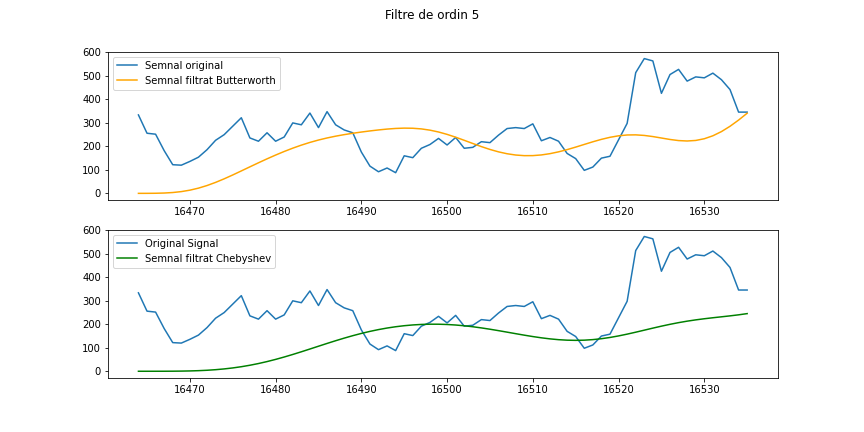 Filtre de ordin 5
600
500
400
300
200
100
0
Semnal original
Semnal filtrat Butterworth
16470 16480 16490 16500 16510 16520 16530
600
500
400
300
200
100
0
Original Signal
Semnal filtrat Chebyshev
16470 16480 16490 16500 16510 16520 16530